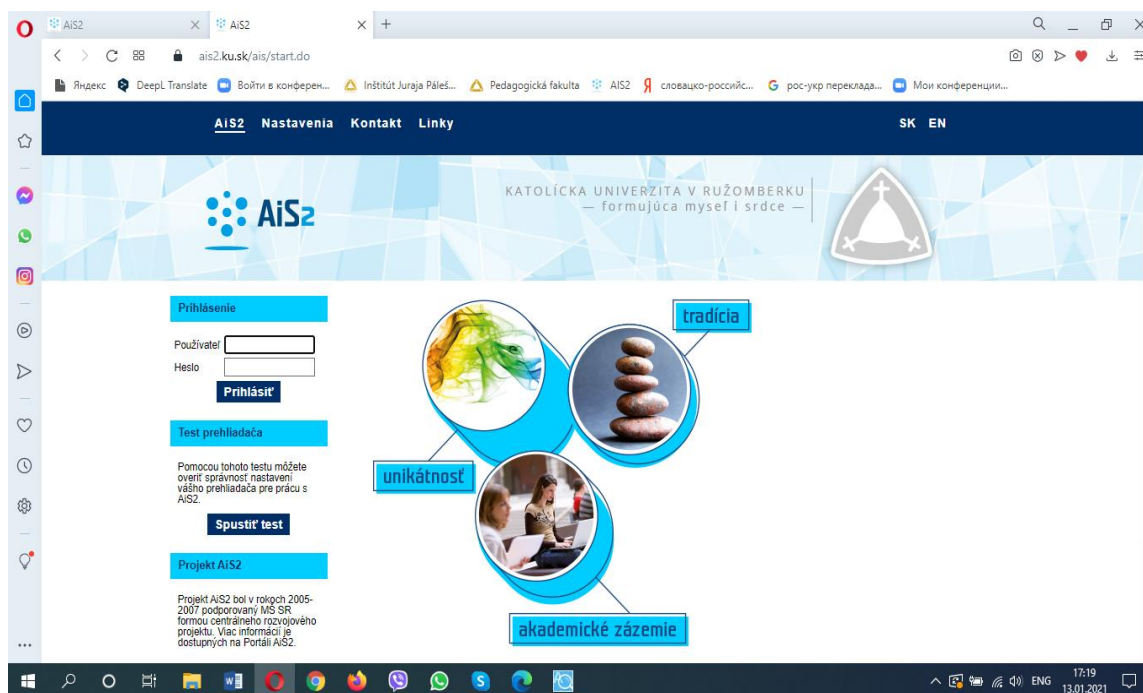 AiS2
AiS2
ais2.ku.sk/ais/start.do
Яндекс DeepL Translate Войти в конферен... Inštitút Juraja Páleš... Pedagogická fakulta AIS2 словацко-российс... рос-укр переклада... Мои конференции...
AiS2 Nastavenia Kontakt Linky SK EN
AiS2
KATOLÍCKA UNIVERZITA V RUŽOMBERKU
— formujúca myseľ i srdce —
Prihlásenie
Používateľ
Heslo
Prihlásiť
Test prehliadača
Pomocou tohoto testu môžete
overiť správnosť nastavení
vášho prehliadača pre prácu s
AiS2.
Spustiť test
Projekt AiS2
Projekt AiS2 bol v rokoch 2005-
2007 podporovaný MŠ SR
formou centrálneho rozvojového
projektu. Viac informácií je
dostupných na Portáli AiS2.
tradícia
unikátnosť
akademické zázemie
ENG
17:19
13.01.2021